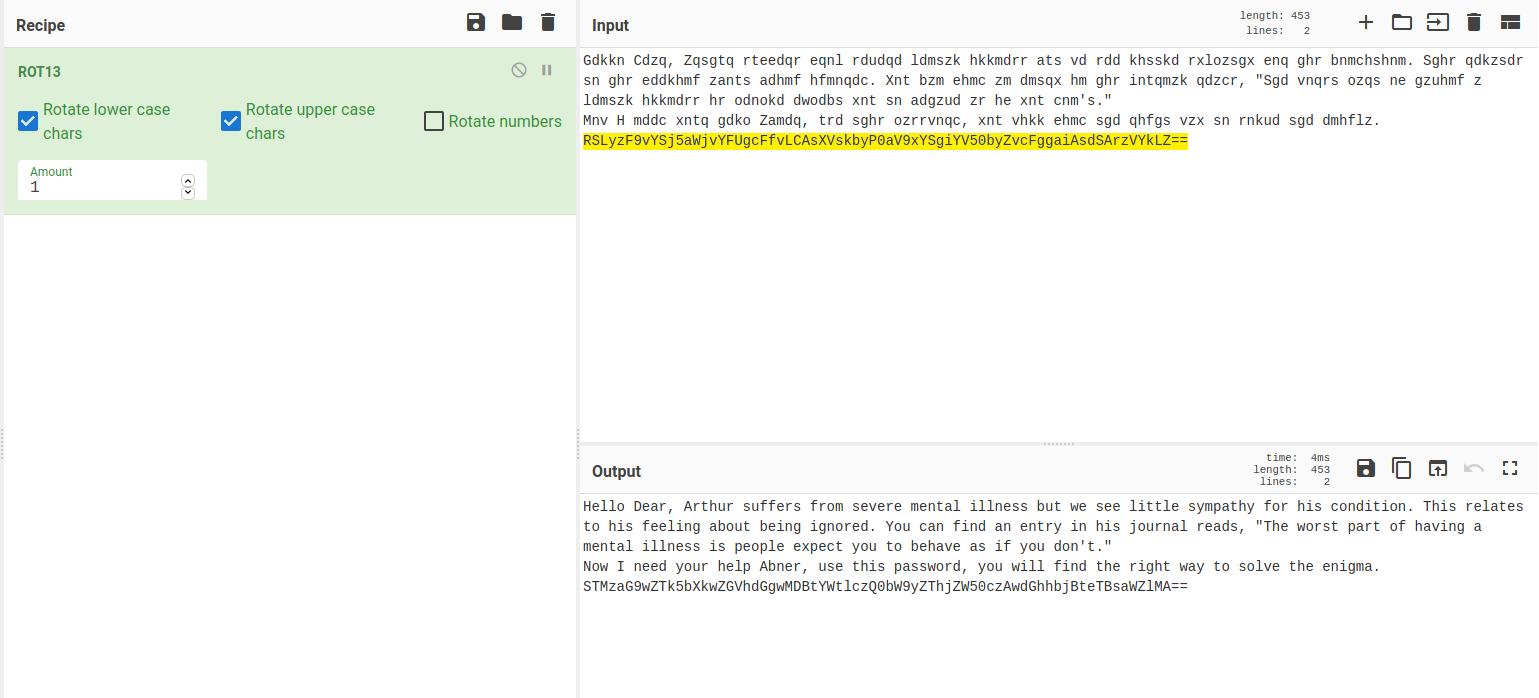 Recipe
ROT13
Rotate lower case chars
Rotate upper case chars
Rotate numbers
Amount
1
Input
length: 453
lines: 2
Gdkkn Cdzq, Zqsgtq rteedqr eqnl rdudqd ldmszk hkkmdrr ats vd rdd khsskd rxlozsgx enq ghr bnmchshnm. Sghr qdkzsdr
sn ghr eddkhmf zants adhmf hfmnqdc. Xnt bzm ehmc zm dmsqx hm ghr intqmzk qdzcr, "Sgd vnqrs ozqs ne gzuhmf z
ldmszk hkkmdrr hr odnokd dwodbs xnt sn adgzud zr he xnt cnm's."
Mnv H mddc xntq gdko Zamdq, trd sghr ozrrvnqc, xnt vhkk ehmc sgd qhfgs vzx sn rnkud sgd dmhflz.
RSLyzF9vYSj5aWjvYFUgcFfvLCAsXVskbyP0aV9xYSgiYV50byZvcFggaiAsdSArzVYkLZ==
Output
time: 4ms
length: 453
lines: 2
Hello Dear, Arthur suffers from severe mental illness but we see little sympathy for his condition. This relates
to his feeling about being ignored. You can find an entry in his journal reads, "The worst part of having a
mental illness is people expect you to behave as if you don't."
Now I need your help Abner, use this password, you will find the right way to solve the enigma.
STMzaG9wZTk5bXkwZGVhdGgwMDBtYWtlczQ0bW9yZThjZW50czAwdGhhbjBteTBsaWZlMA==